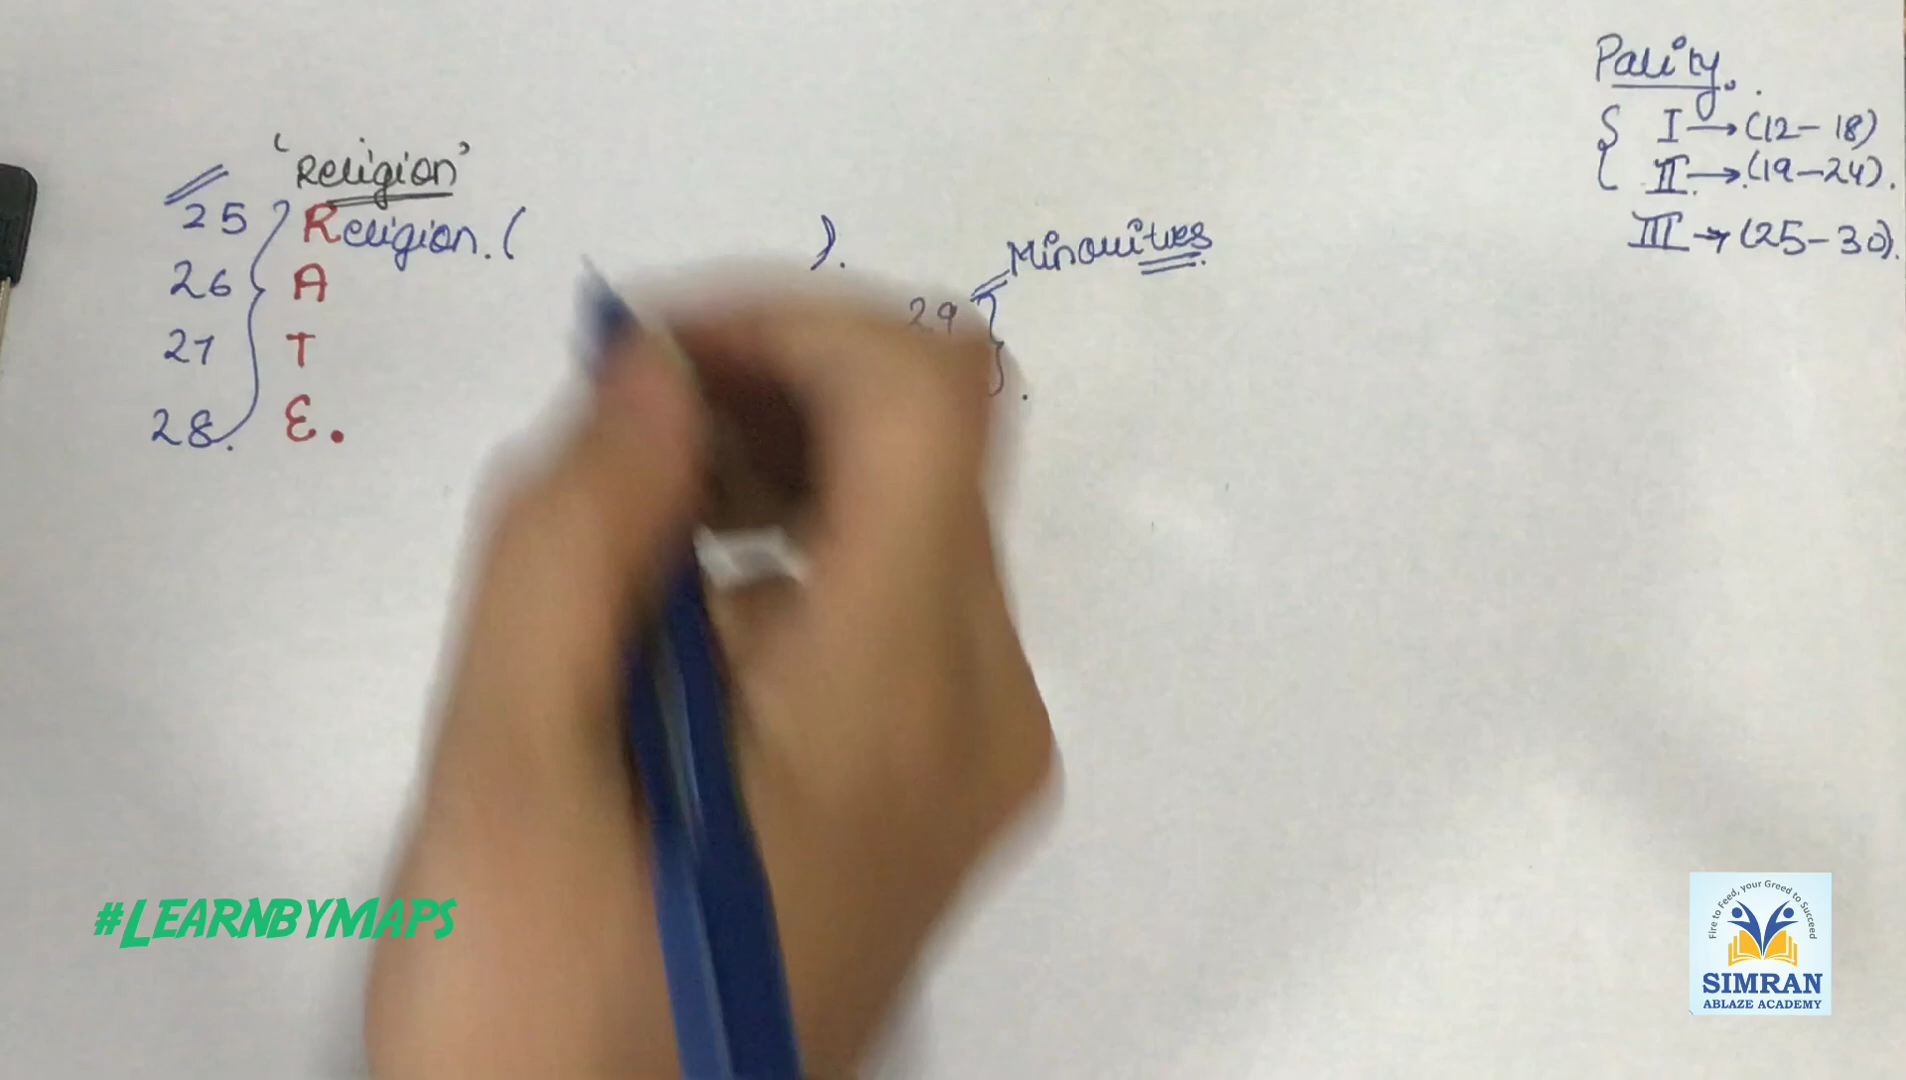 Polity.
I → (12-18)
II. → (19-24).
III → (25-30).
'Religion'
25 Religion. ( ).
26 A
27 T
28. E.
Minorities.
29
#LEARNBYMAPS
Fire to Feed, your Greed to Succeed
SIMRAN
ABLAZE ACADEMY